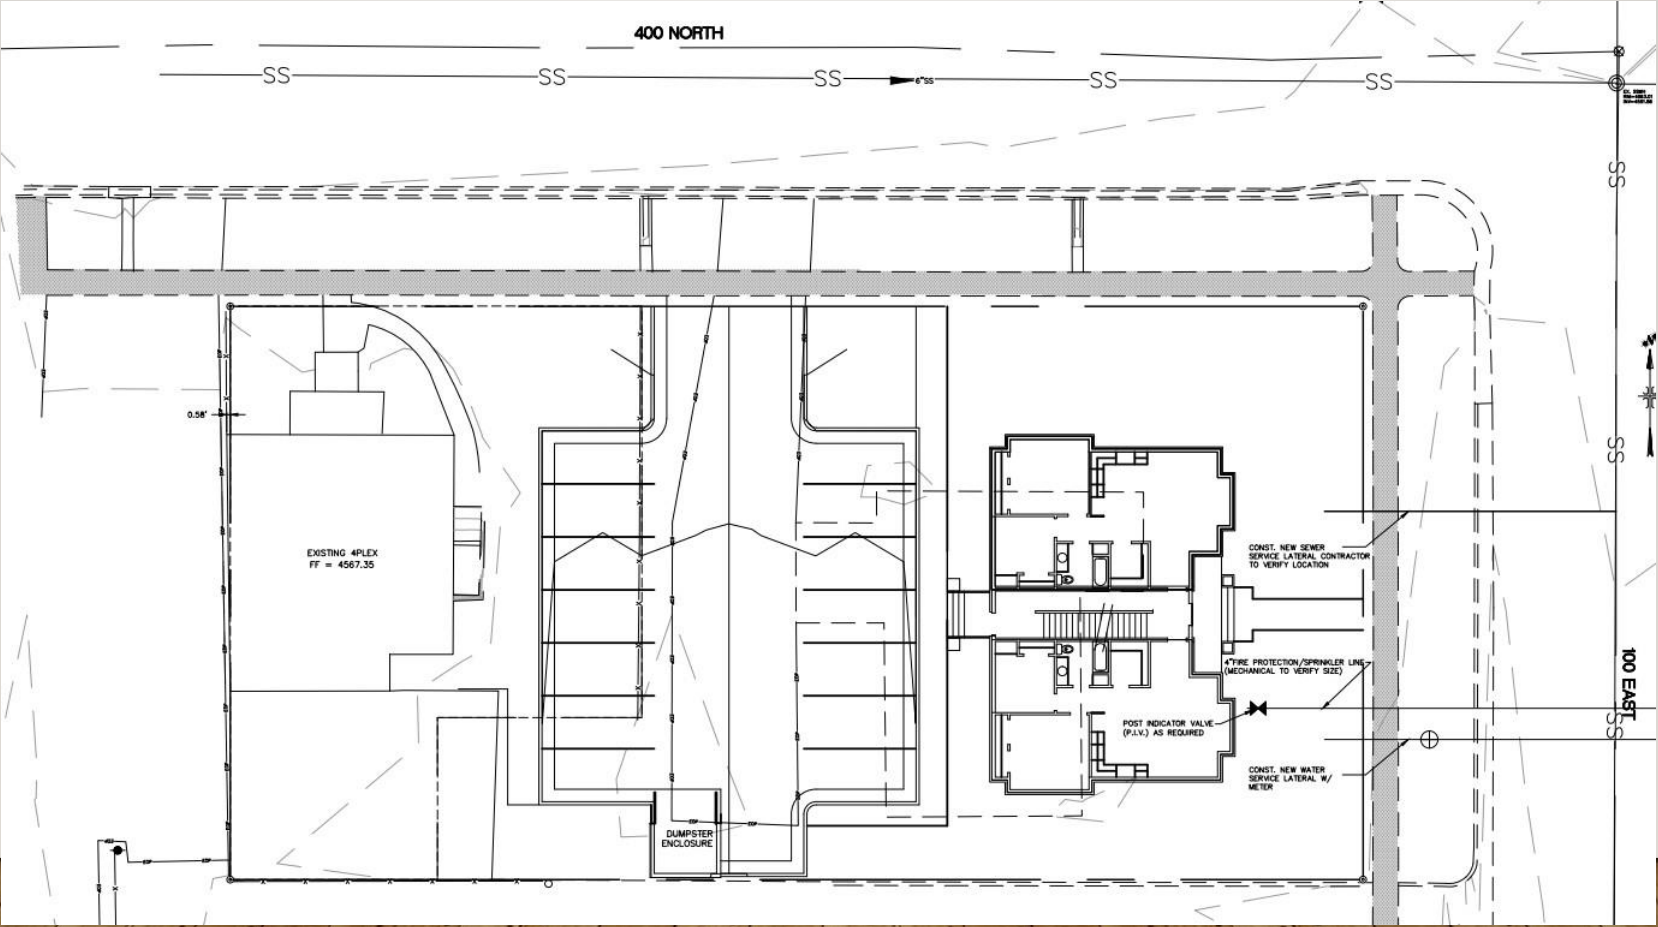 400 NORTH
SS SS SS 6"SS SS SS
SS
0.58'
SS
EXISTING 4PLEX
FF = 4567.35
CONST. NEW SEWER
SERVICE LATERAL CONTRACTOR
TO VERIFY LOCATION
4"FIRE PROTECTION/SPRINKLER LINE
(MECHANICAL TO VERIFY SIZE)
100 EAST
SS
POST INDICATOR VALVE
(P.I.V.) AS REQUIRED
CONST. NEW WATER
SERVICE LATERAL W/
METER
DUMPSTER
ENCLOSURE